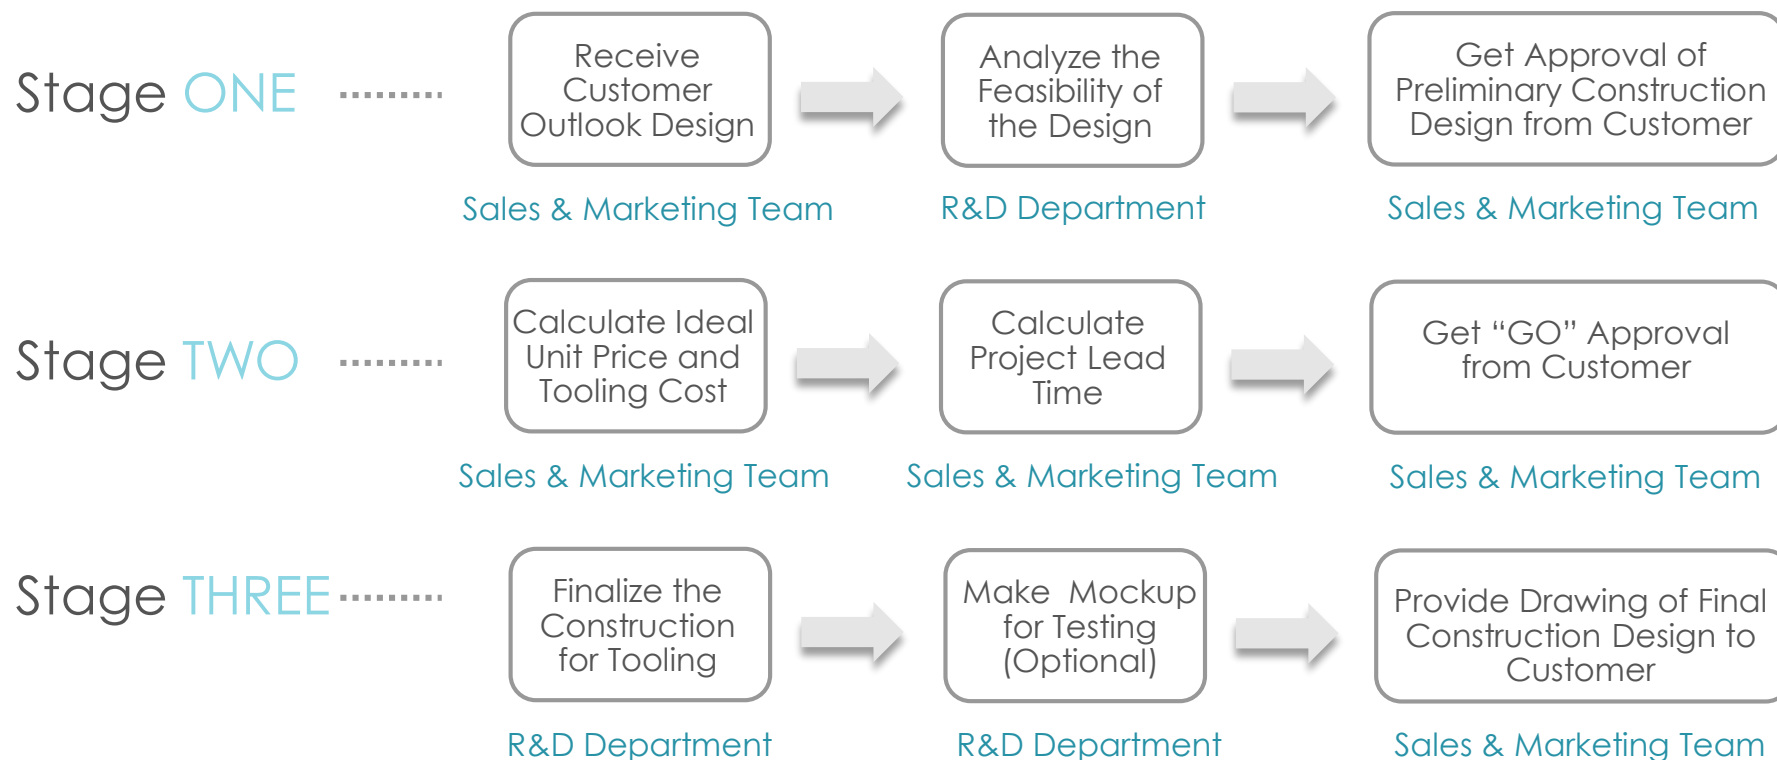 Stage ONE
Receive
Customer
Outlook Design
Sales & Marketing Team
Analyze the
Feasibility of
the Design
R&D Department
Get Approval of
Preliminary Construction
Design from Customer
Sales & Marketing Team
Stage TWO
Calculate Ideal
Unit Price and
Tooling Cost
Sales & Marketing Team
Calculate
Project Lead
Time
Sales & Marketing Team
Get “GO” Approval
from Customer
Sales & Marketing Team
Stage THREE
Finalize the
Construction
for Tooling
R&D Department
Make Mockup
for Testing
(Optional)
R&D Department
Provide Drawing of Final
Construction Design to
Customer
Sales & Marketing Team